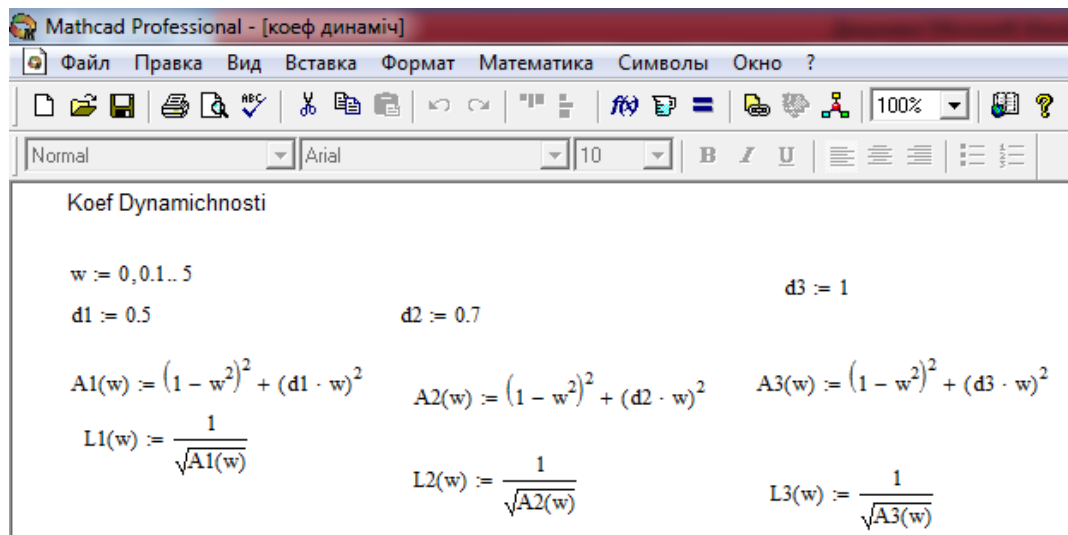 Mathcad Professional - [коеф динаміч]
Файл Правка Вид Вставка Формат Математика Символы Окно ?
ABC f(x) 100% ?
Normal Arial 10 B I U
Koef Dynamichnosti
w := 0,0.1.. 5
d3 := 1
d1 := 0.5 d2 := 0.7
A1(w) := (1 − w²)² + (d1 · w)² A2(w) := (1 − w²)² + (d2 · w)² A3(w) := (1 − w²)² + (d3 · w)²
L1(w) := 1/√A1(w)
L2(w) := 1/√A2(w) L3(w) := 1/√A3(w)